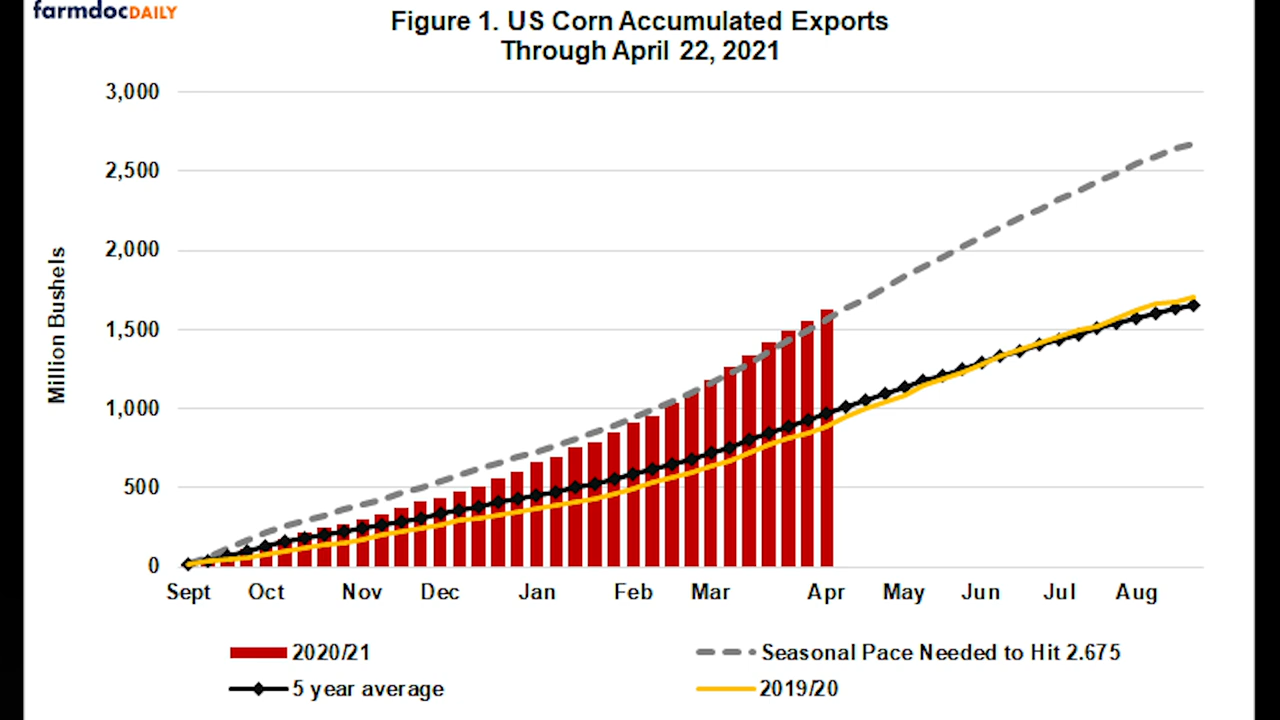 farmdocDAILY
Figure 1. US Corn Accumulated Exports
Through April 22, 2021
3,000
2,500
2,000
1,500
1,000
500
0
Million Bushels
Sept Oct Nov Dec Jan Feb Mar Apr May Jun Jul Aug
2020/21 Seasonal Pace Needed to Hit 2.675
5 year average 2019/20